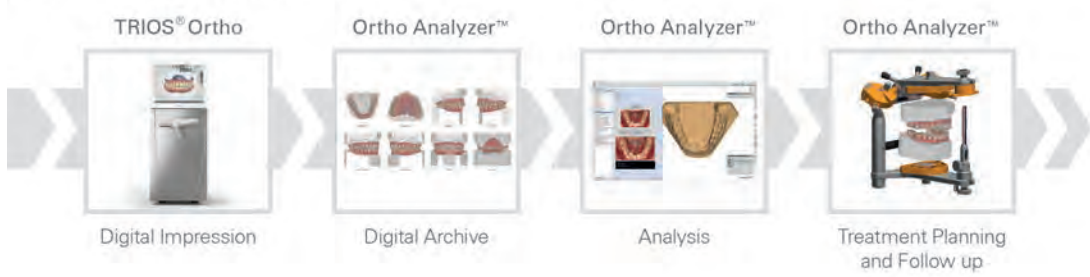 TRIOS® Ortho
Ortho Analyzer™
Ortho Analyzer™
Ortho Analyzer™
Digital Impression
Digital Archive
Analysis
Treatment Planning
and Follow up